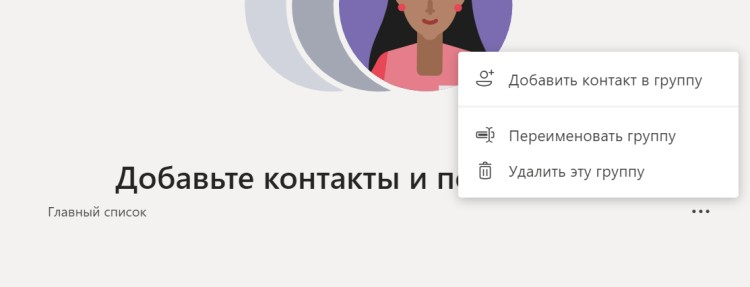 Добавить контакт в группу
Переименовать группу
Удалить эту группу
Добавьте контакты и
Главный список